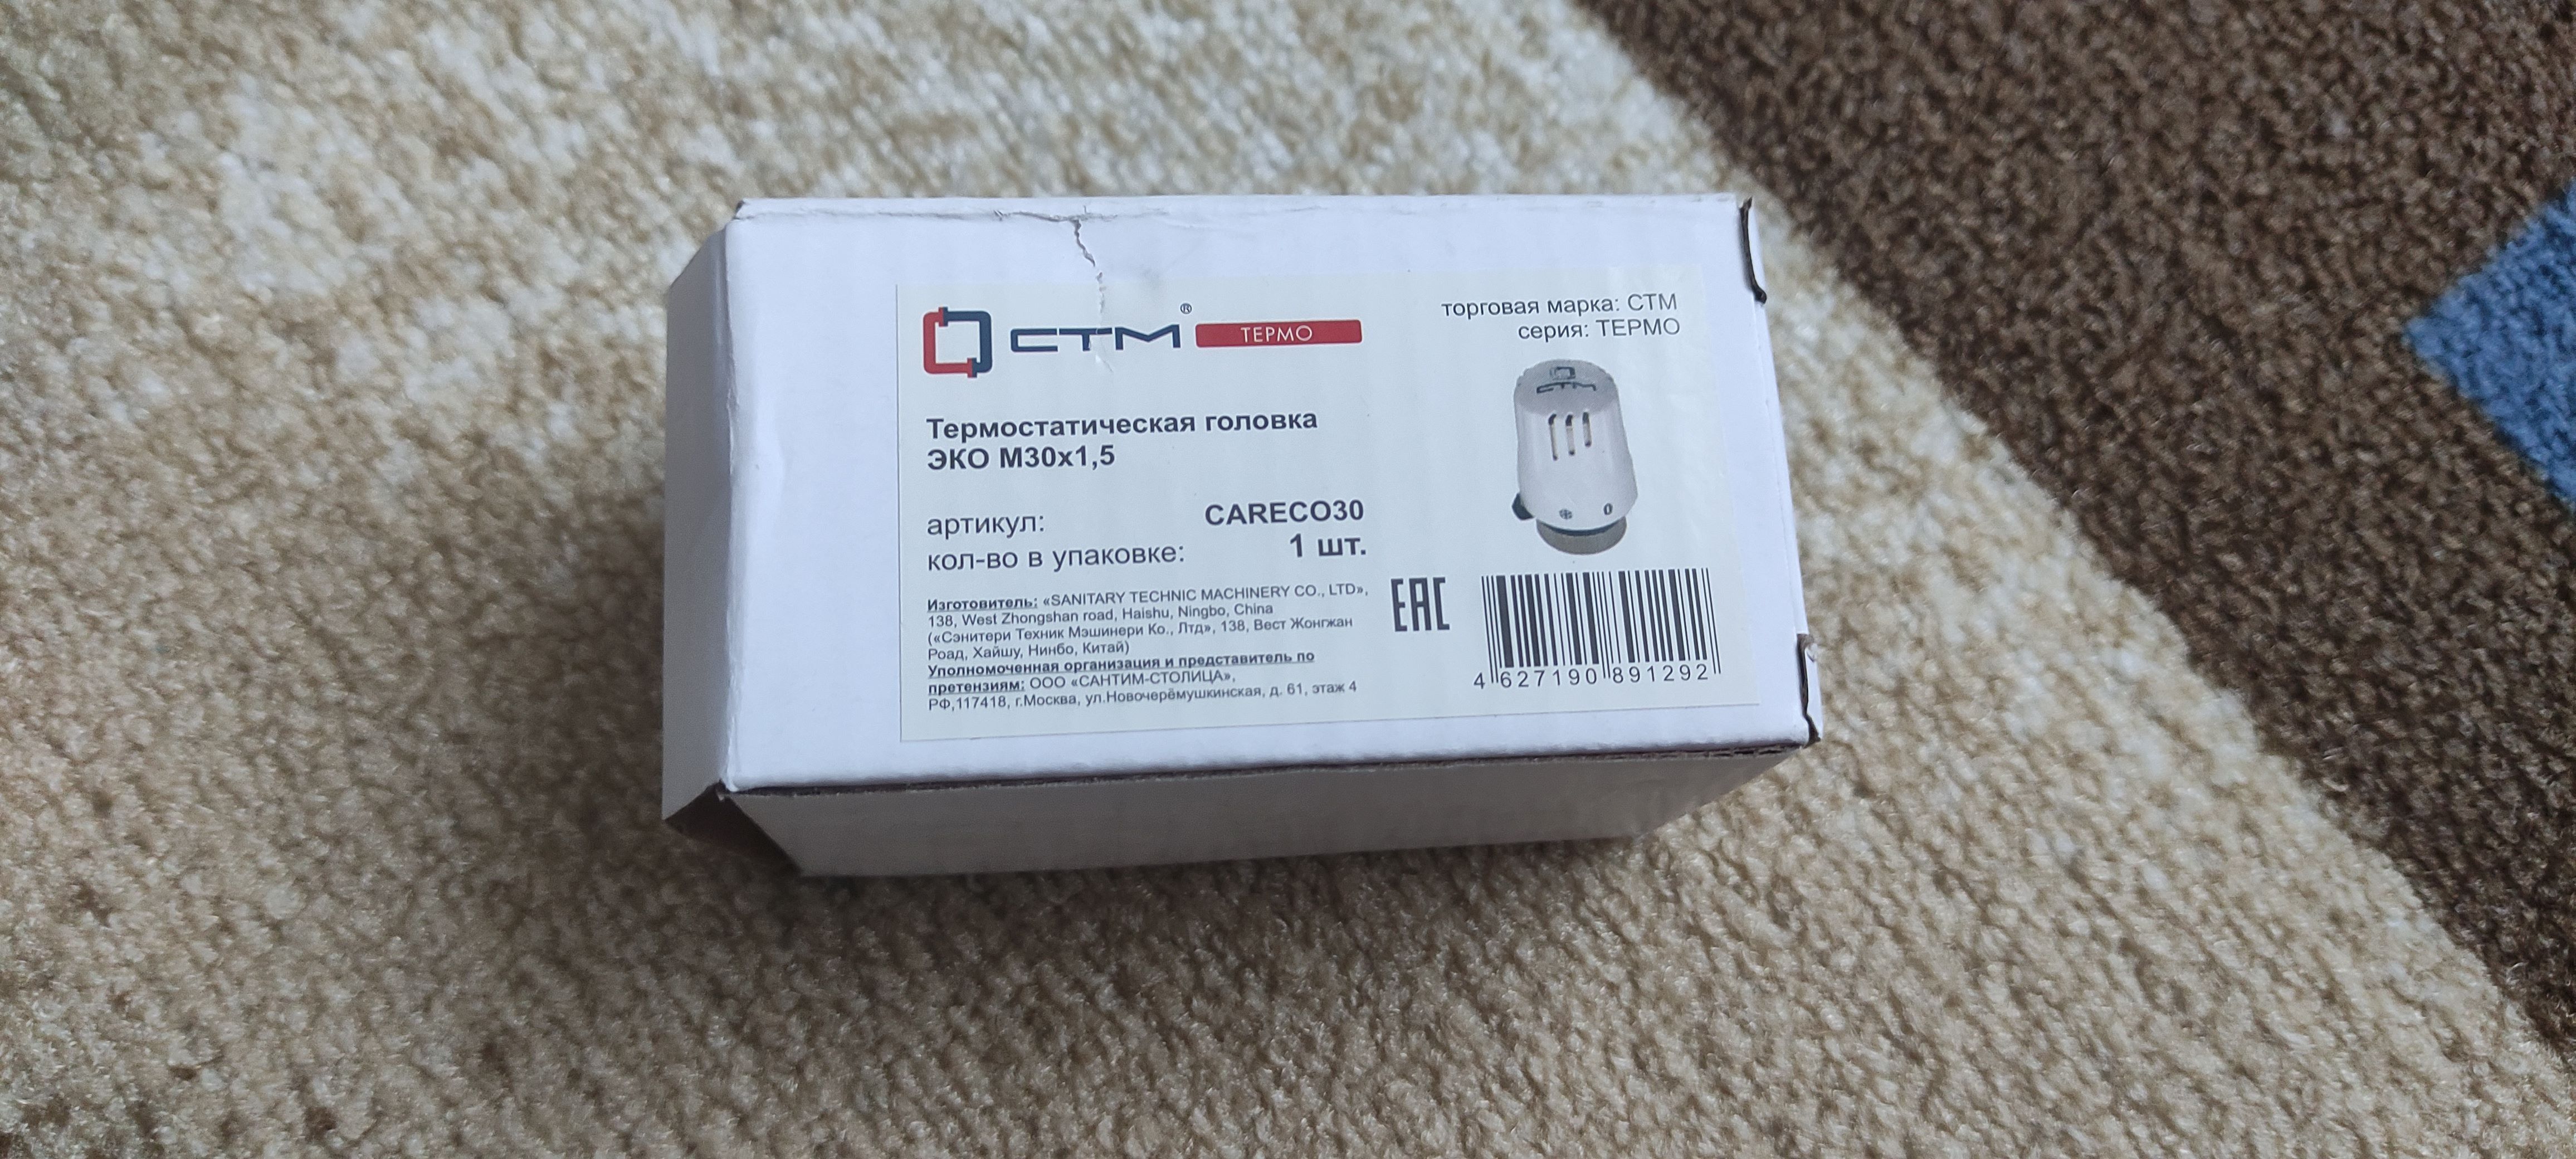 СТМ® ТЕРМО
торговая марка: СТМ
серия: ТЕРМО
СТМ
0
Термостатическая головка
ЭКО М30х1,5
артикул: CARECO30
кол-во в упаковке: 1 шт.
Изготовитель: «SANITARY TECHNIC MACHINERY CO., LTD»,
138, West Zhongshan road, Haishu, Ningbo, China
(«Сэнитери Техник Мэшинери Ко., Лтд», 138, Вест Жонгжан
Роад, Хайшу, Нинбо, Китай)
Уполномоченная организация и представитель по
претензиям: ООО «САНТИМ-СТОЛИЦА»,
РФ,117418, г.Москва, ул.Новочерёмушкинская, д. 61, этаж 4
EAC
4 627190 891292